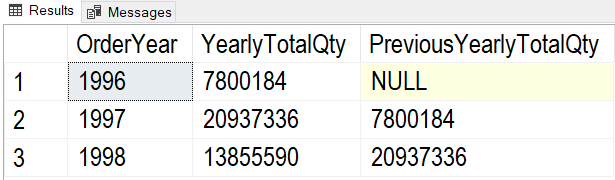 Results Messages
OrderYear YearlyTotalQty PreviousYearlyTotalQty
1 1996 7800184 NULL
2 1997 20937336 7800184
3 1998 13855590 20937336